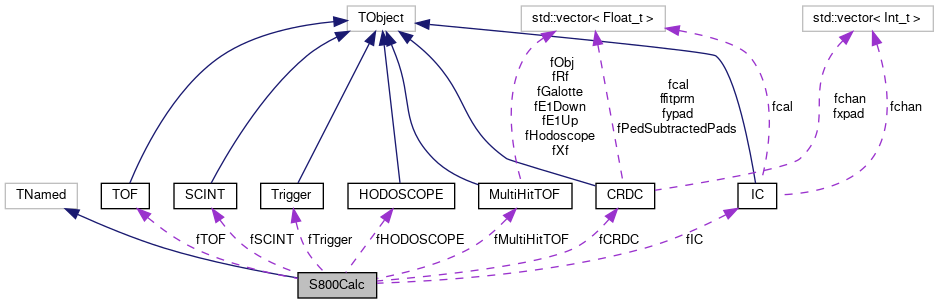 TObject
std::vector< Float_t >
std::vector< Int_t >
fObj
fRf
fGalotte
fE1Down
fE1Up
fHodoscope
fXf
fcal
ffitprm
fypad
fPedSubtractedPads
fcal
fchan
fxpad
fchan
TNamed
TOF
SCINT
Trigger
HODOSCOPE
MultiHitTOF
CRDC
IC
fTOF
fSCINT
fTrigger
fHODOSCOPE
fMultiHitTOF
fCRDC
fIC
S800Calc